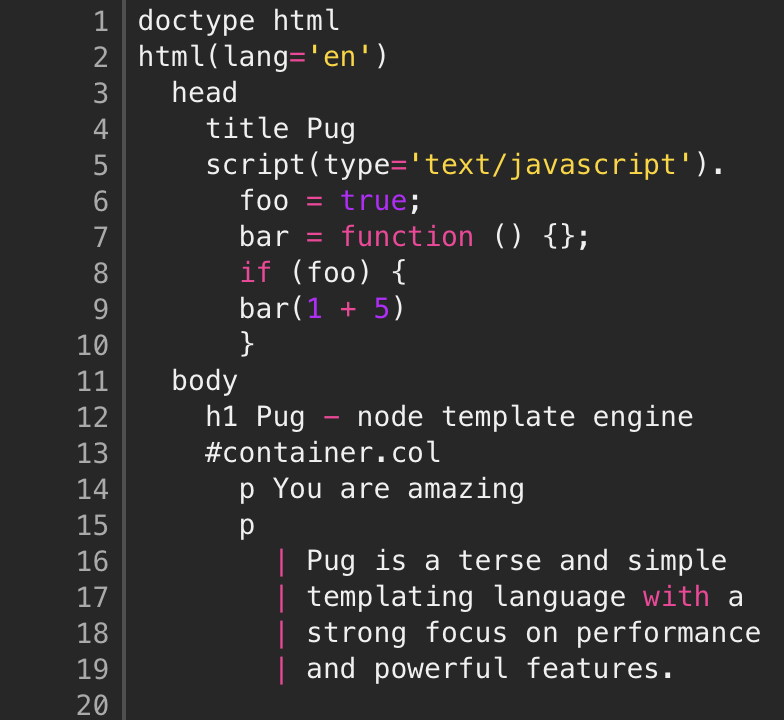 1 doctype html
2 html(lang='en')
3   head
4     title Pug
5     script(type='text/javascript').
6       foo = true;
7       bar = function () {};
8       if (foo) {
9       bar(1 + 5)
10       }
11   body
12     h1 Pug - node template engine
13     #container.col
14       p You are amazing
15       p
16         | Pug is a terse and simple
17         | templating language with a
18         | strong focus on performance
19         | and powerful features.
20